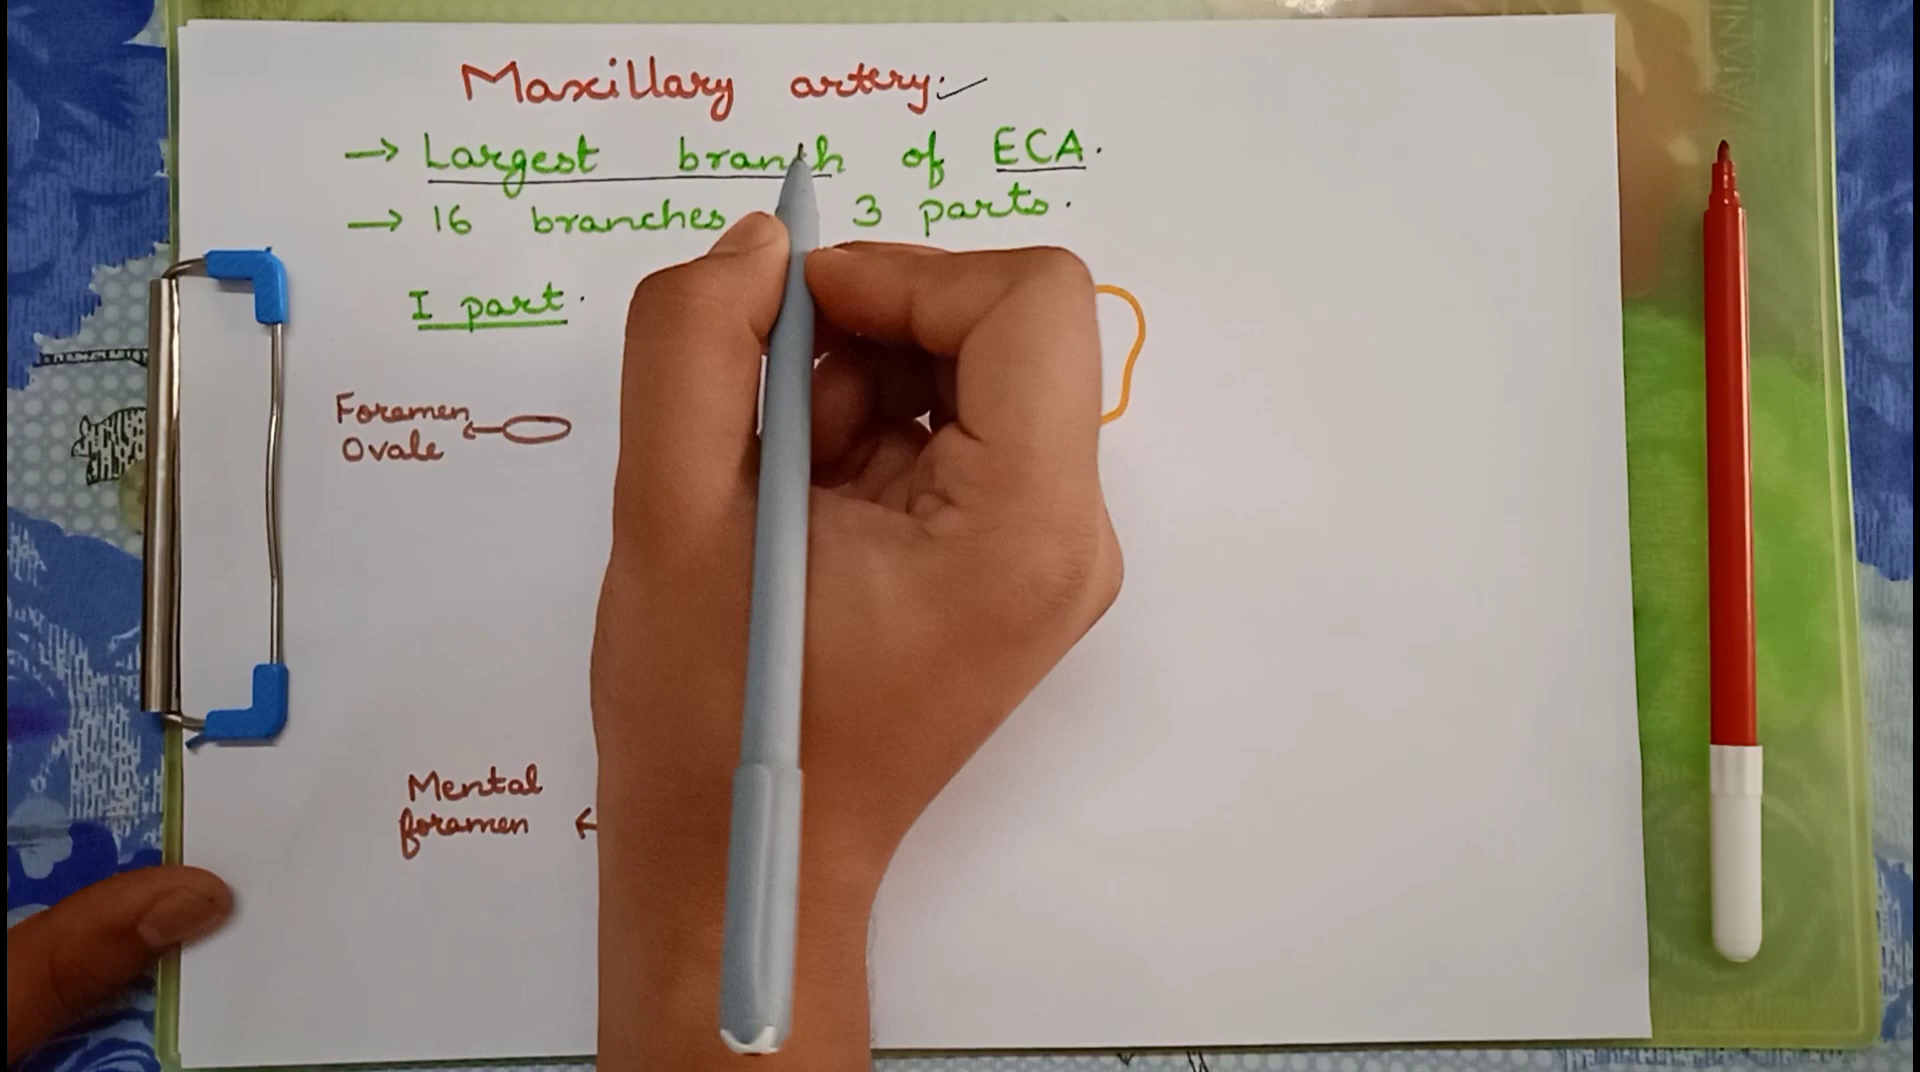 Maxillary artery:
→ Largest branch of ECA.
→ 16 branches 3 parts.
I part.
Foramen
Ovale ←
Mental
foramen ←